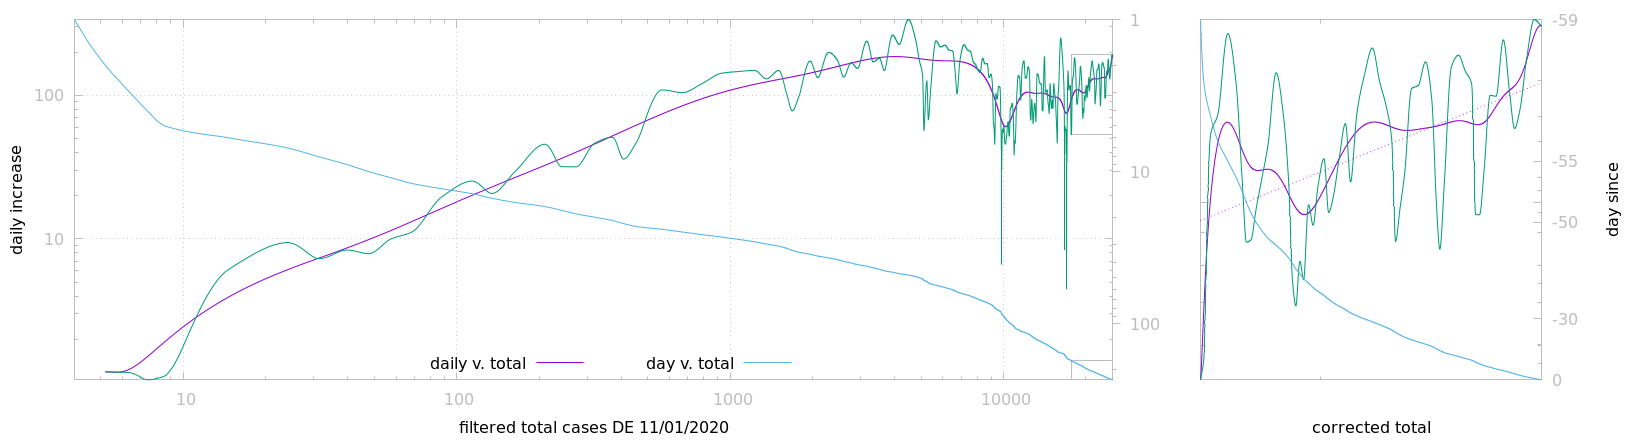 daily increase
100
10
10
100
1000
10000
filtered total cases DE 11/01/2020
daily v. total
day v. total
1
10
100
-59
-55
-50
-30
0
day since
corrected total